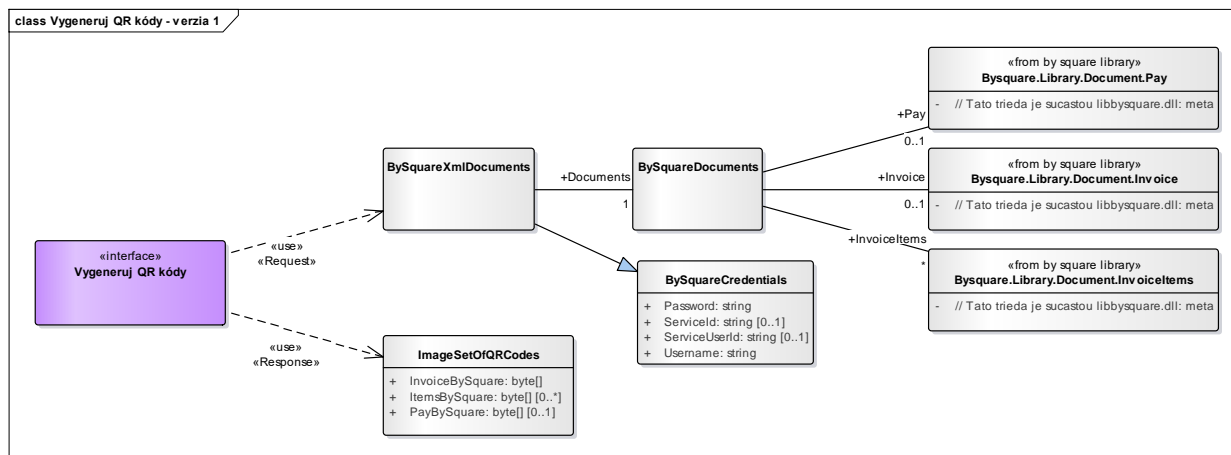 class Vygeneruj QR kódy - verzia 1
«from by square library»
Bysquare.Library.Document.Pay
- // Tato trieda je sucastou libbysquare.dll: meta
+Pay
0..1
BySquareXmlDocuments
+Documents
1
BySquareDocuments
+Invoice
0..1
«from by square library»
Bysquare.Library.Document.Invoice
- // Tato trieda je sucastou libbysquare.dll: meta
+InvoiceItems
*
«from by square library»
Bysquare.Library.Document.InvoiceItems
- // Tato trieda je sucastou libbysquare.dll: meta
«interface»
Vygeneruj QR kódy
«use»
«Request»
BySquareCredentials
+ Password: string
+ ServiceId: string [0..1]
+ ServiceUserId: string [0..1]
+ Username: string
«use»
«Response»
ImageSetOfQRCodes
+ InvoiceBySquare: byte[]
+ ItemsBySquare: byte[] [0..*]
+ PayBySquare: byte[] [0..1]